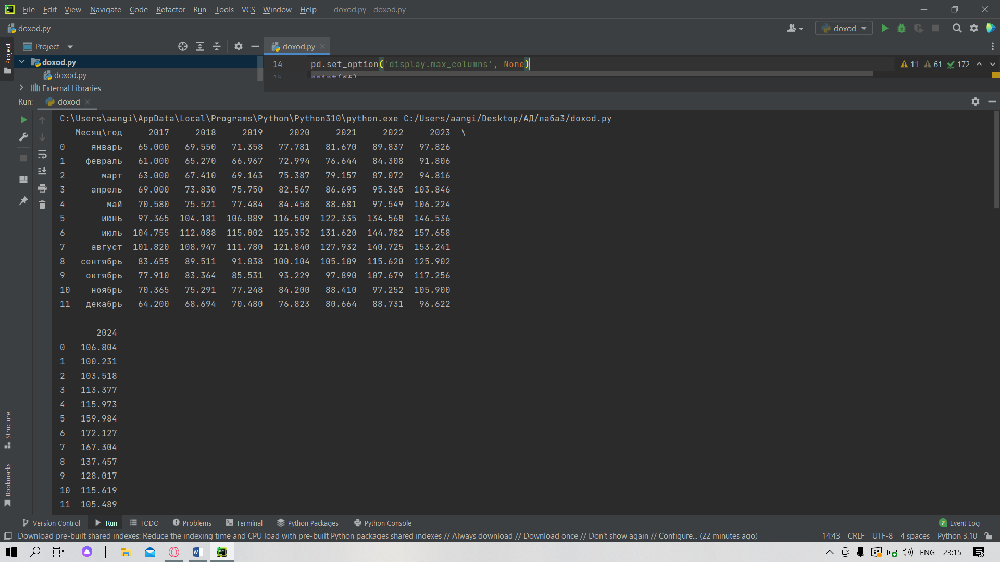 File Edit View Navigate Code Refactor Run Tools VCS Window Help doxod.py - doxod.py
doxod.py doxod
Project doxod.py
Project
doxod.py
14 pd.set_option('display.max_columns', None) 11 61 172
doxod.py
15 print(df)
External Libraries
Run: doxod
C:\Users\aangi\AppData\Local\Programs\Python\Python310\python.exe C:/Users/aangi/Desktop/АД/лаба3/doxod.py
Месяц\год 2017 2018 2019 2020 2021 2022 2023 \
0 январь 65.000 69.550 71.358 77.781 81.670 89.837 97.826
1 февраль 61.000 65.270 66.967 72.994 76.644 84.308 91.806
2 март 63.000 67.410 69.163 75.387 79.157 87.072 94.816
3 апрель 69.000 73.830 75.750 82.567 86.695 95.365 103.846
4 май 70.580 75.521 77.484 84.458 88.681 97.549 106.224
5 июнь 97.365 104.181 106.889 116.509 122.335 134.568 146.536
6 июль 104.755 112.088 115.002 125.352 131.620 144.782 157.658
7 август 101.820 108.947 111.780 121.840 127.932 140.725 153.241
8 сентябрь 83.655 89.511 91.838 100.104 105.109 115.620 125.902
9 октябрь 77.910 83.364 85.531 93.229 97.890 107.679 117.256
10 ноябрь 70.365 75.291 77.248 84.200 88.410 97.252 105.900
11 декабрь 64.200 68.694 70.480 76.823 80.664 88.731 96.622
2024
0 106.804
1 100.231
2 103.518
3 113.377
4 115.973
5 159.984
6 172.127
7 167.304
8 137.457
9 128.017
10 115.619
11 105.489
Structure
Bookmarks
Version Control Run TODO Problems Terminal Python Packages Python Console 2 Event Log
Download pre-built shared indexes: Reduce the indexing time and CPU load with pre-built Python packages shared indexes // Always download // Download once // Don't show again // Configure... (22 minutes ago) 14:43 CRLF UTF-8 4 spaces Python 3.10
ENG 23:15